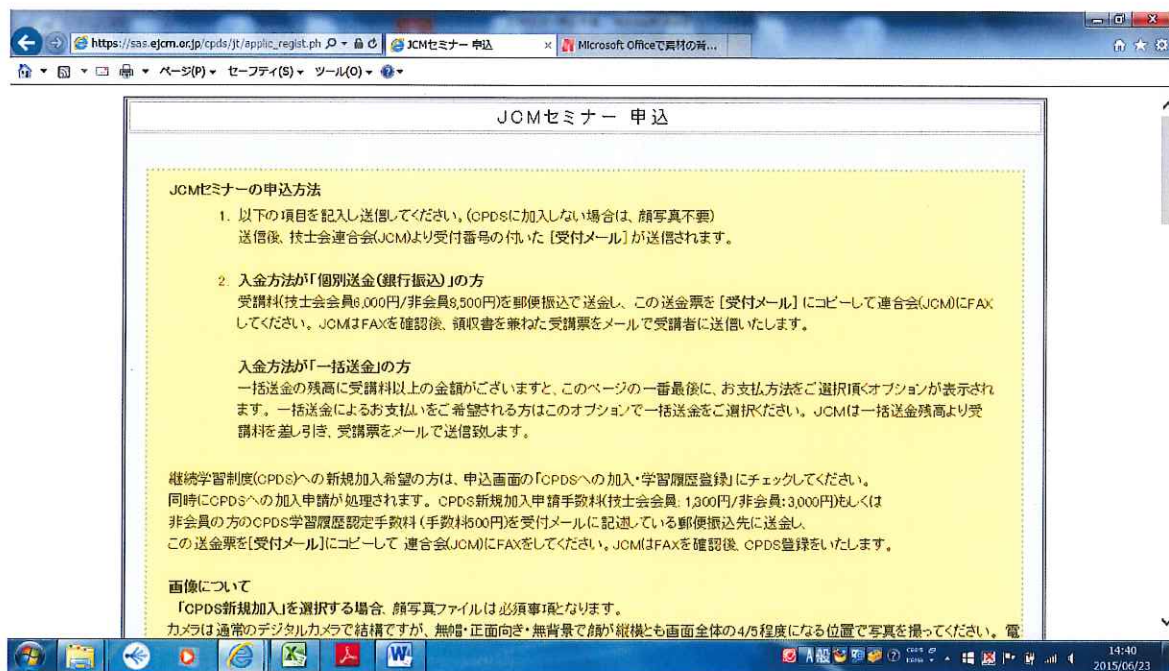 https://sas.ejcm.or.jp/cpds/jt/applic_regist.ph
JCMセミナー 申込
Microsoft Officeで素材の背...
ページ(P) セーフティ(S) ツール(O)
JCMセミナー 申込
JCMセミナーの申込方法
1. 以下の項目を記入し送信してください。(CPDSに加入しない場合は、顔写真不要)
送信後、技士会連合会(JCM)より受付番号の付いた [受付メール] が送信されます。
2. 入金方法が「個別送金(銀行振込)」の方
受講料(技士会会員6,000円/非会員8,500円)を郵便振込で送金し、この送金票を [受付メール] にコピーして連合会(JCM)にFAX
してください。JCMはFAXを確認後、領収書を兼ねた受講票をメールで受講者に送信いたします。
入金方法が「一括送金」の方
一括送金の残高に受講料以上の金額がございますと、このページの一番最後に、お支払方法をご選択頂くオプションが表示され
ます。一括送金によるお支払いをご希望される方はこのオプションで一括送金をご選択ください。JCMは一括送金残高より受
講料を差し引き、受講票をメールで送信致します。
継続学習制度(CPDS)への新規加入希望の方は、申込画面の「CPDSへの加入・学習履歴登録」にチェックしてください。
同時にCPDSへの加入申請が処理されます。CPDS新規加入申請手数料(技士会会員: 1,300円/非会員:3,000円)もしくは
非会員の方のCPDS学習履歴認定手数料 (手数料500円)を受付メールに記述している郵便振込先に送金し、
この送金票を[受付メール]にコピーして 連合会(JCM)にFAXをしてください。JCMはFAXを確認後、CPDS登録をいたします。
画像について
「CPDS新規加入」を選択する場合、顔写真ファイルは必須事項となります。
カメラは通常のデジタルカメラで結構ですが、無帽・正面向き・無背景で顔が縦横とも画面全体の4/5程度になる位置で写真を撮ってください。電
A 般
14:40
2015/06/23